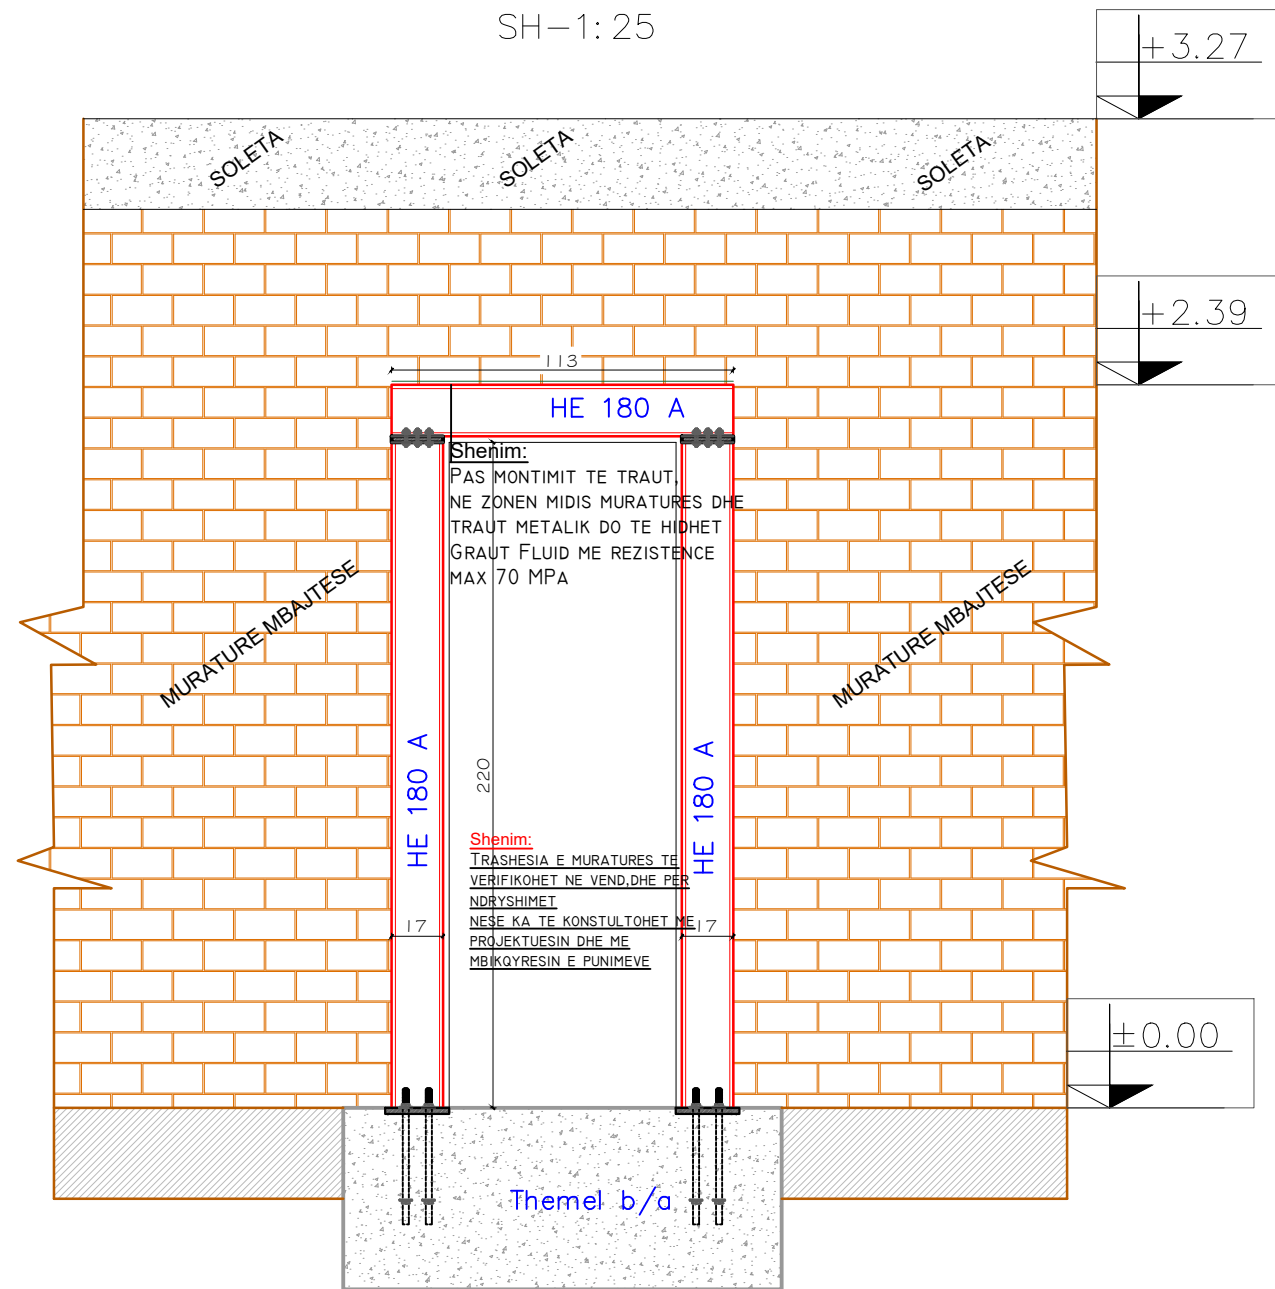 SH-1:25
+3.27
SOLETA
SOLETA
SOLETA
+2.39
113
HE 180 A
Shenim:
PAS MONTIMIT TE TRAUT,
NE ZONEN MIDIS MURATURES DHE
TRAUT METALIK DO TE HIDHET
GRAUT FLUID ME REZISTENCE
MAX 70 MPA
MURATURE MBAJTESE
MURATURE MBAJTESE
HE 180 A
220
HE 180 A
Shenim:
TRASHESIA E MURATURES TE
VERIFIKOHET NE VEND,DHE PER
NDRYSHIMET
NESE KA TE KONSTULTOHET ME
PROJEKTUESIN DHE ME
MBIKQYRESIN E PUNIMEVE
17
17
±0.00
Themel b/a